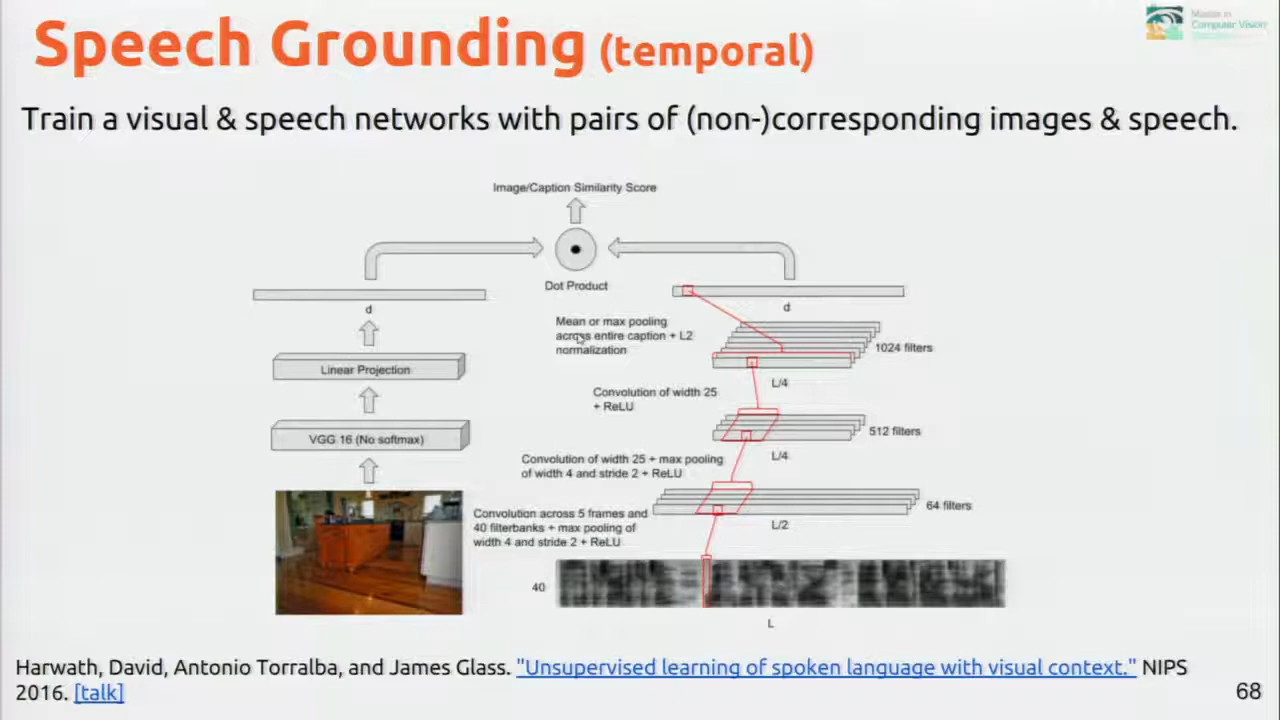 Speech Grounding (temporal)
Master in
Computer Vision
Train a visual & speech networks with pairs of (non-)corresponding images & speech.
Image/Caption Similarity Score
Dot Product
d
d
Mean or max pooling
across entire caption + L2
normalization
1024 filters
Linear Projection
L/4
Convolution of width 25
+ ReLU
VGG 16 (No softmax)
512 filters
L/4
Convolution of width 25 + max pooling
of width 4 and stride 2 + ReLU
64 filters
L/2
Convolution across 5 frames and
40 filterbanks + max pooling of
width 4 and stride 2 + ReLU
40
L
Harwath, David, Antonio Torralba, and James Glass. "Unsupervised learning of spoken language with visual context." NIPS
2016. [talk]
68